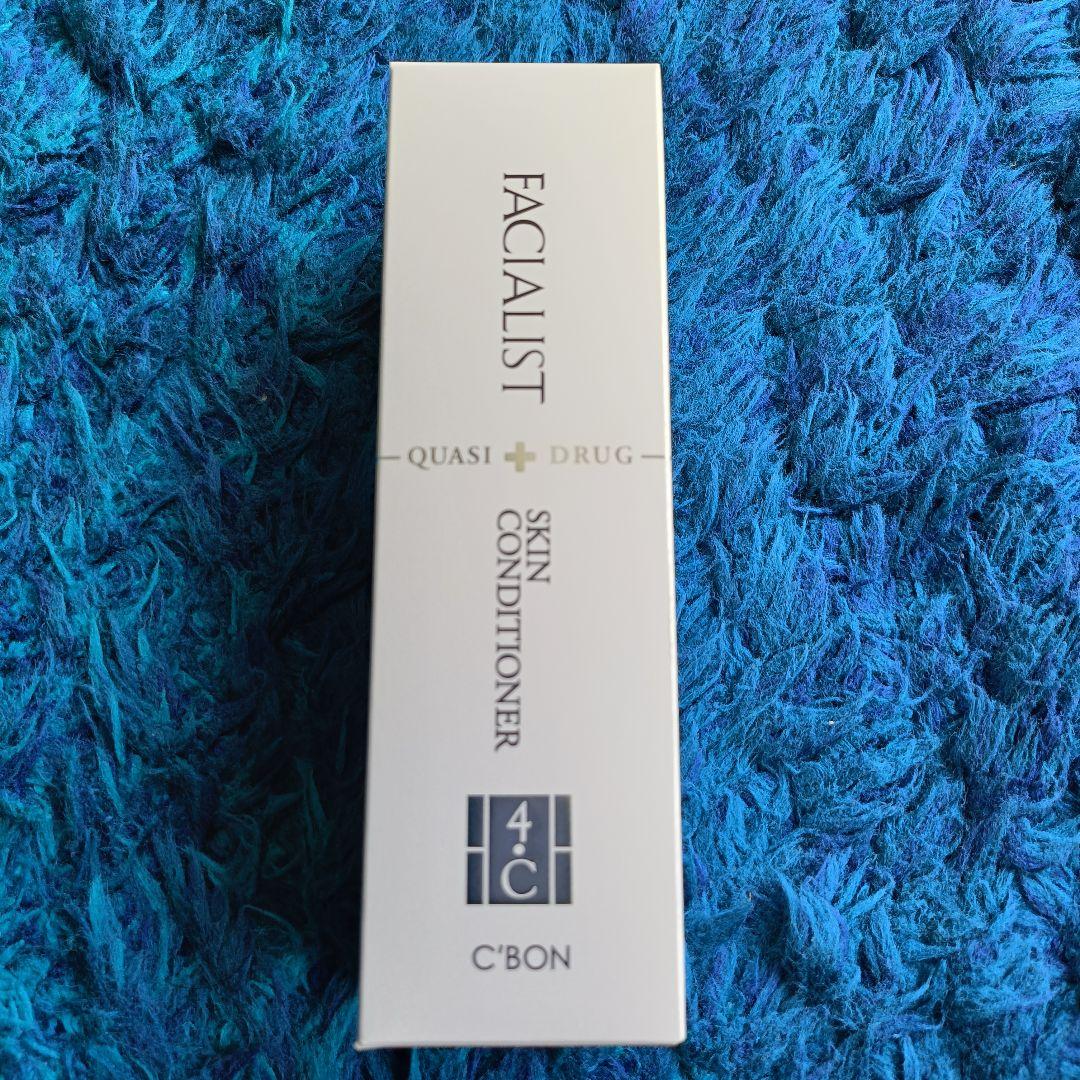 FACIALIST
QUASI + DRUG
SKIN
CONDITIONER
4.C
C'BON